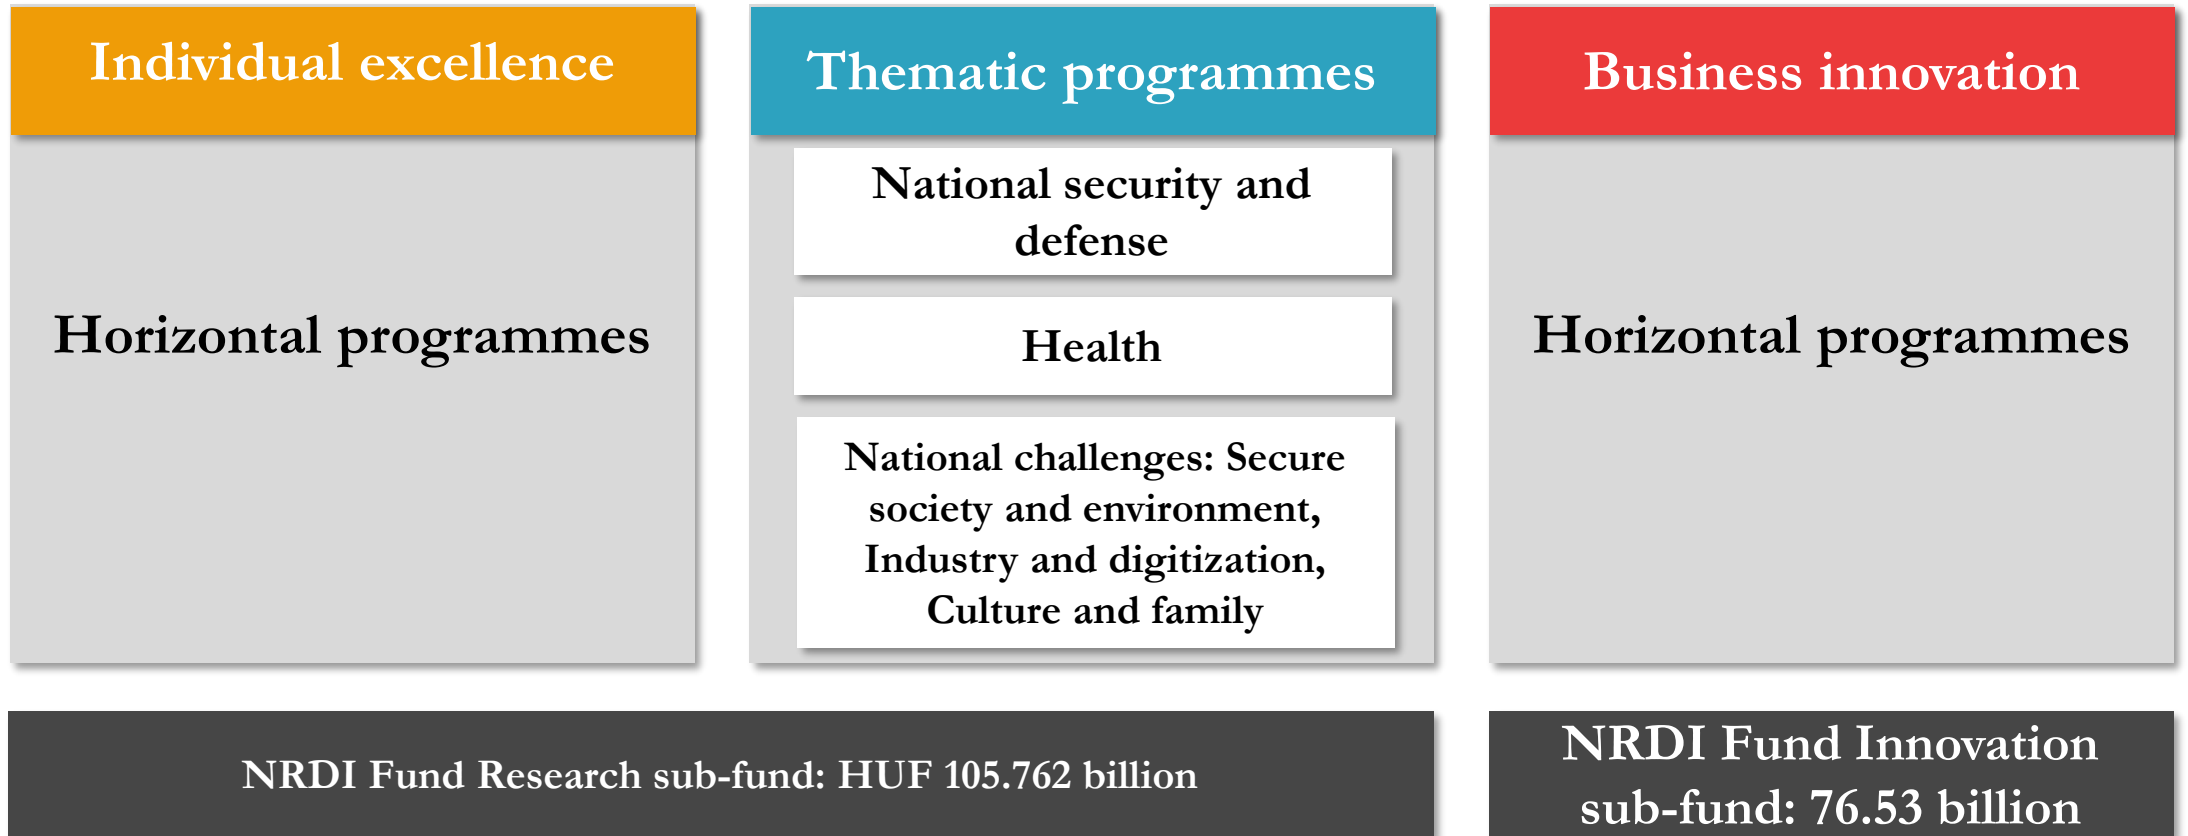 Individual excellence
Horizontal programmes
Thematic programmes
National security and
defense
Health
National challenges: Secure
society and environment,
Industry and digitization,
Culture and family
Business innovation
Horizontal programmes
NRDI Fund Research sub-fund: HUF 105.762 billion
NRDI Fund Innovation
sub-fund: 76.53 billion